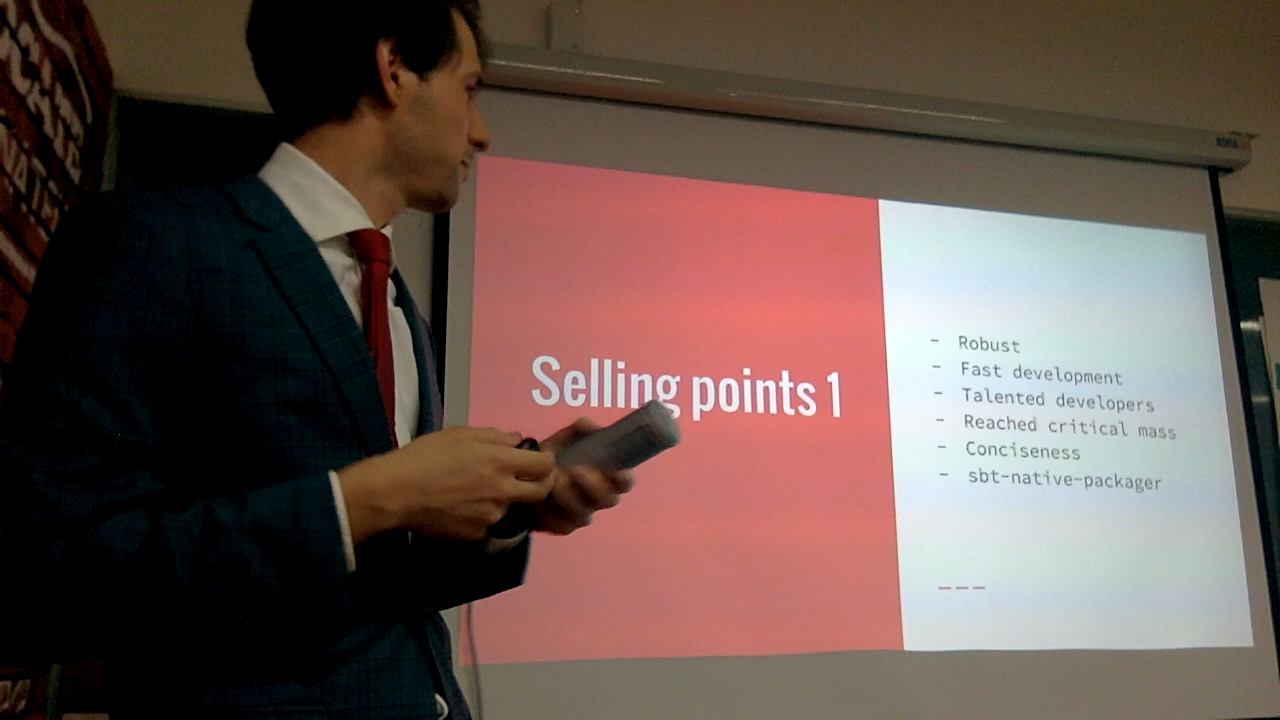 Selling points 1
- Robust
- Fast development
- Talented developers
- Reached critical mass
- Conciseness
- sbt-native-packager